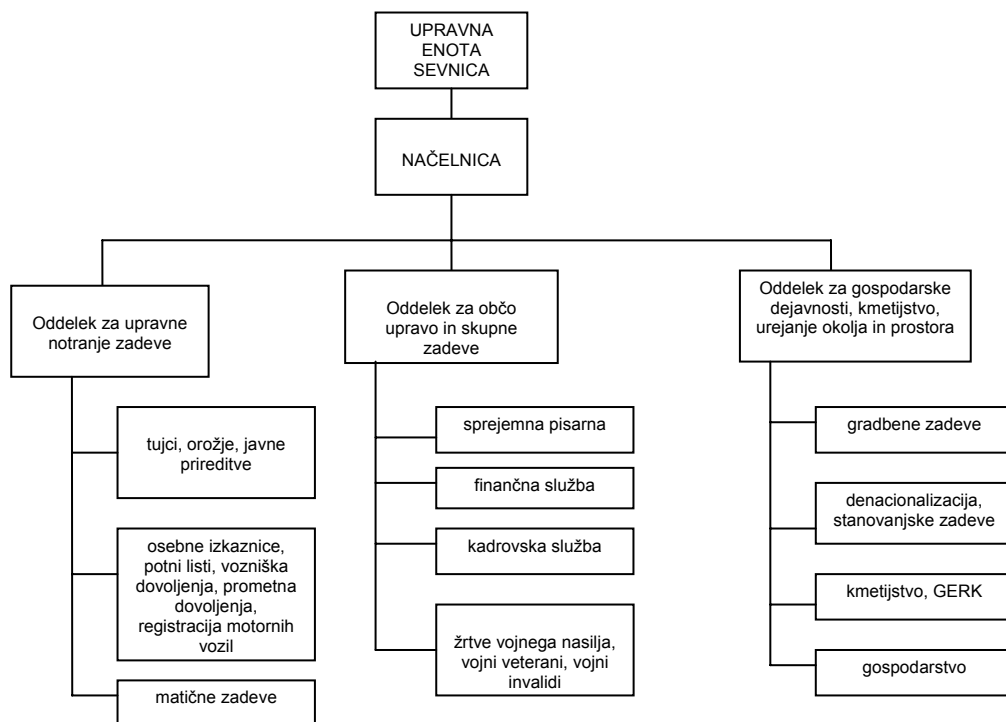 UPRAVNA
ENOTA
SEVNICA
NAČELNICA
Oddelek za upravne
notranje zadeve
tujci, orožje, javne
prireditve
osebne izkaznice,
potni listi, vozniška
dovoljenja, prometna
dovoljenja,
registracija motornih
vozil
matične zadeve
Oddelek za občo
upravo in skupne
zadeve
sprejemna pisarna
finančna služba
kadrovska služba
žrtve vojnega nasilja,
vojni veterani, vojni
invalidi
Oddelek za gospodarske
dejavnosti, kmetijstvo,
urejanje okolja in prostora
gradbene zadeve
denacionalizacija,
stanovanjske zadeve
kmetijstvo, GERK
gospodarstvo